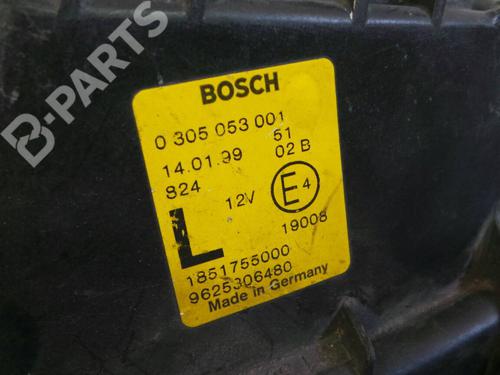 B-PARTS
BOSCH
0 305 053 001
14.01.99 51
824 02 B
12V E4
L 19008
1851755000
9625306480
Made in Germany